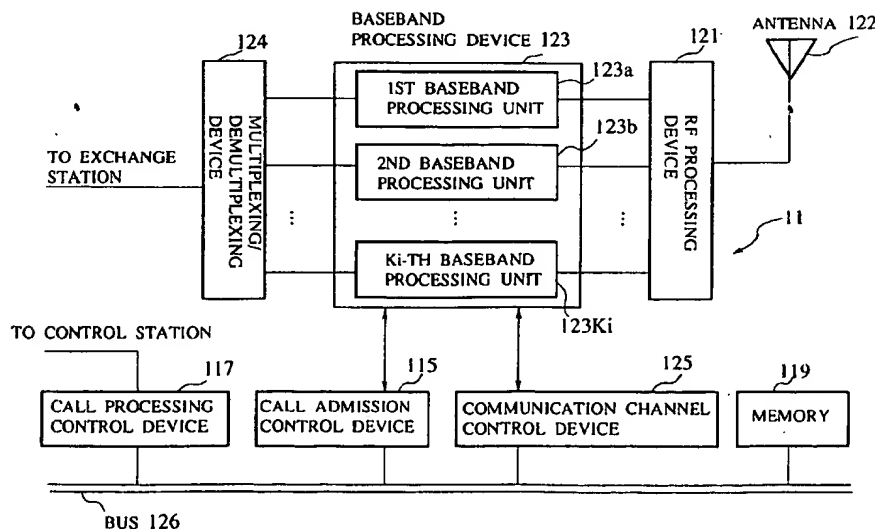 BASEBAND
PROCESSING DEVICE 123
124
121
ANTENNA
122
123a
1ST BASEBAND
PROCESSING UNIT
123b
2ND BASEBAND
PROCESSING UNIT
MULTIPLEXING/
DEMULTIPLEXING
DEVICE
RF PROCESSING
DEVICE
TO EXCHANGE
STATION
...
...
...
11
Ki-TH BASEBAND
PROCESSING UNIT
123Ki
TO CONTROL STATION
117
115
125
119
CALL PROCESSING
CONTROL DEVICE
CALL ADMISSION
CONTROL DEVICE
COMMUNICATION CHANNEL
CONTROL DEVICE
MEMORY
BUS 126